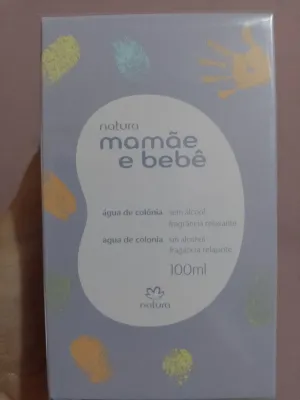 natura
mamãe
e bebê
água de colônia sem álcool
fragrância relaxante
agua de colonia sin alcohol
fragancia relajante
100ml
natura